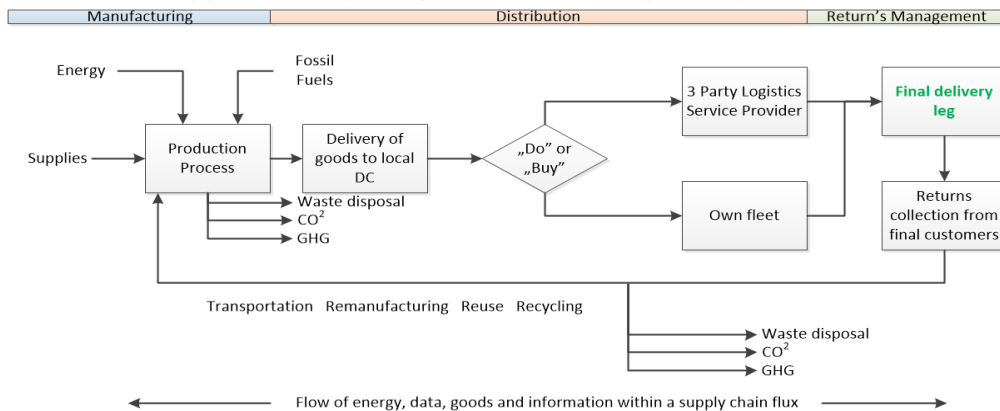 Manufacturing
Distribution
Return's Management
Energy
Fossil
Fuels
Supplies
Production
Process
Delivery of
goods to local
DC
„Do” or
„Buy”
3 Party Logistics
Service Provider
Own fleet
Final delivery
leg
Returns
collection from
final customers
Waste disposal
CO²
GHG
Transportation Remanufacturing Reuse Recycling
Waste disposal
CO²
GHG
Flow of energy, data, goods and information within a supply chain flux